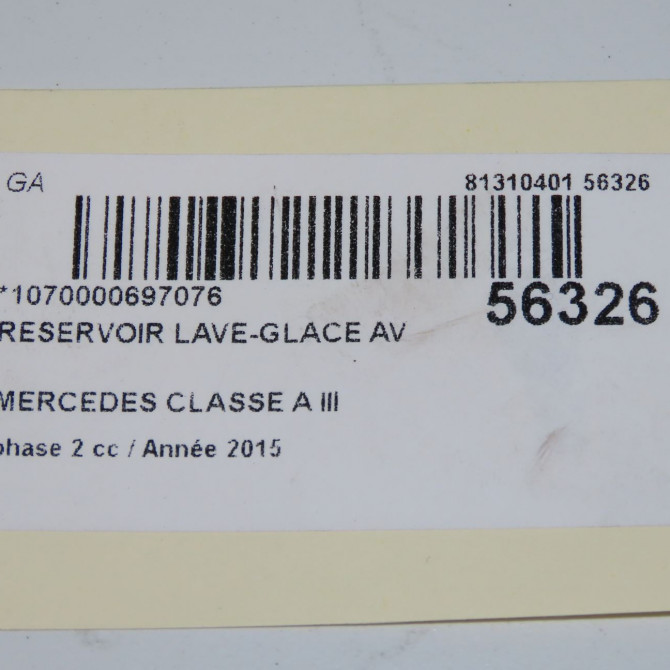 GA 81310401 56326
*1070000697076 56326
RESERVOIR LAVE-GLACE AV
MERCEDES CLASSE A III
phase 2 cc / Année 2015